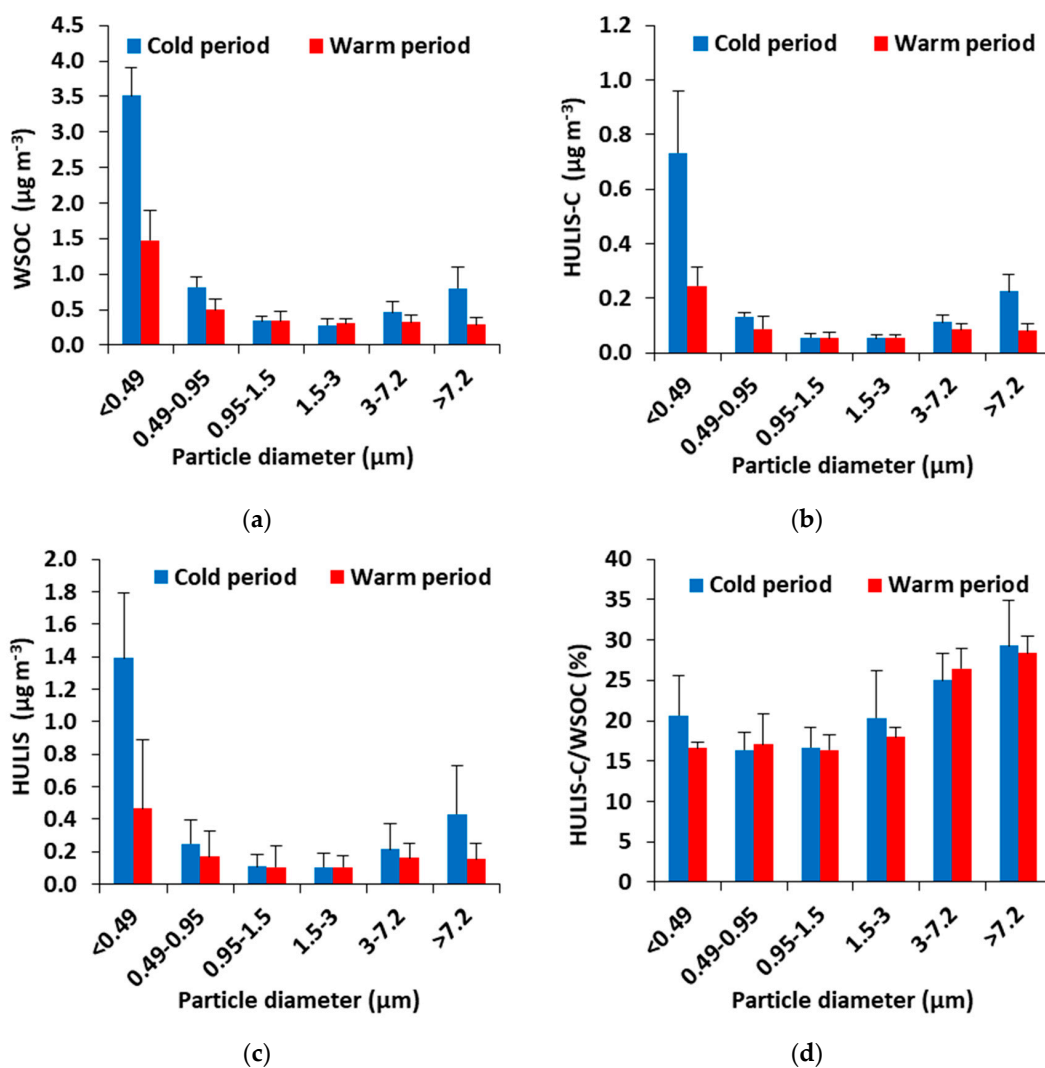 4.5
4.0
3.5
3.0
2.5
2.0
1.5
1.0
0.5
0.0
WSOC (µg m⁻³)
Cold period Warm period
<0.49 0.49-0.95 0.95-1.5 1.5-3 3-7.2 >7.2
Particle diameter (µm)
(a)
1.2
1.0
0.8
0.6
0.4
0.2
0.0
HULIS-C (µg m⁻³)
Cold period Warm period
<0.49 0.49-0.95 0.95-1.5 1.5-3 3-7.2 >7.2
Particle diameter (µm)
(b)
2.0
1.8
1.6
1.4
1.2
1.0
0.8
0.6
0.4
0.2
0.0
HULIS (µg m⁻³)
Cold period Warm period
<0.49 0.49-0.95 0.95-1.5 1.5-3 3-7.2 >7.2
Particle diameter (µm)
(c)
40
35
30
25
20
15
10
5
0
HULIS-C/WSOC (%)
Cold period Warm period
<0.49 0.49-0.95 0.95-1.5 1.5-3 3-7.2 >7.2
Particle diameter (µm)
(d)